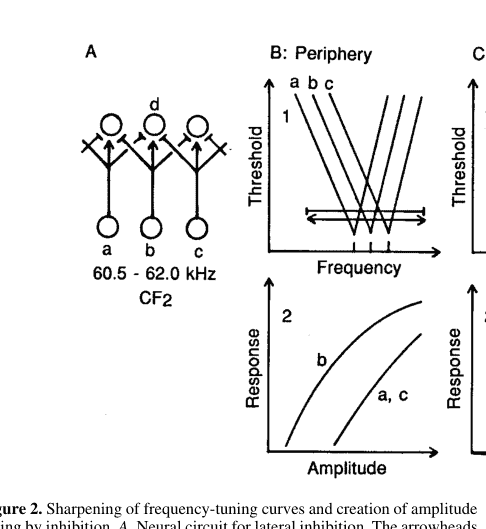 A
B: Periphery
C
d
a b c
1
Threshold
Threshold
a b c
60.5 - 62.0 kHz
CF2
Frequency
2
b
a, c
Response
Response
Amplitude
gure 2. Sharpening of frequency-tuning curves and creation of amplitude
ing by inhibition. A. Neural circuit for lateral inhibition. The arrowheads